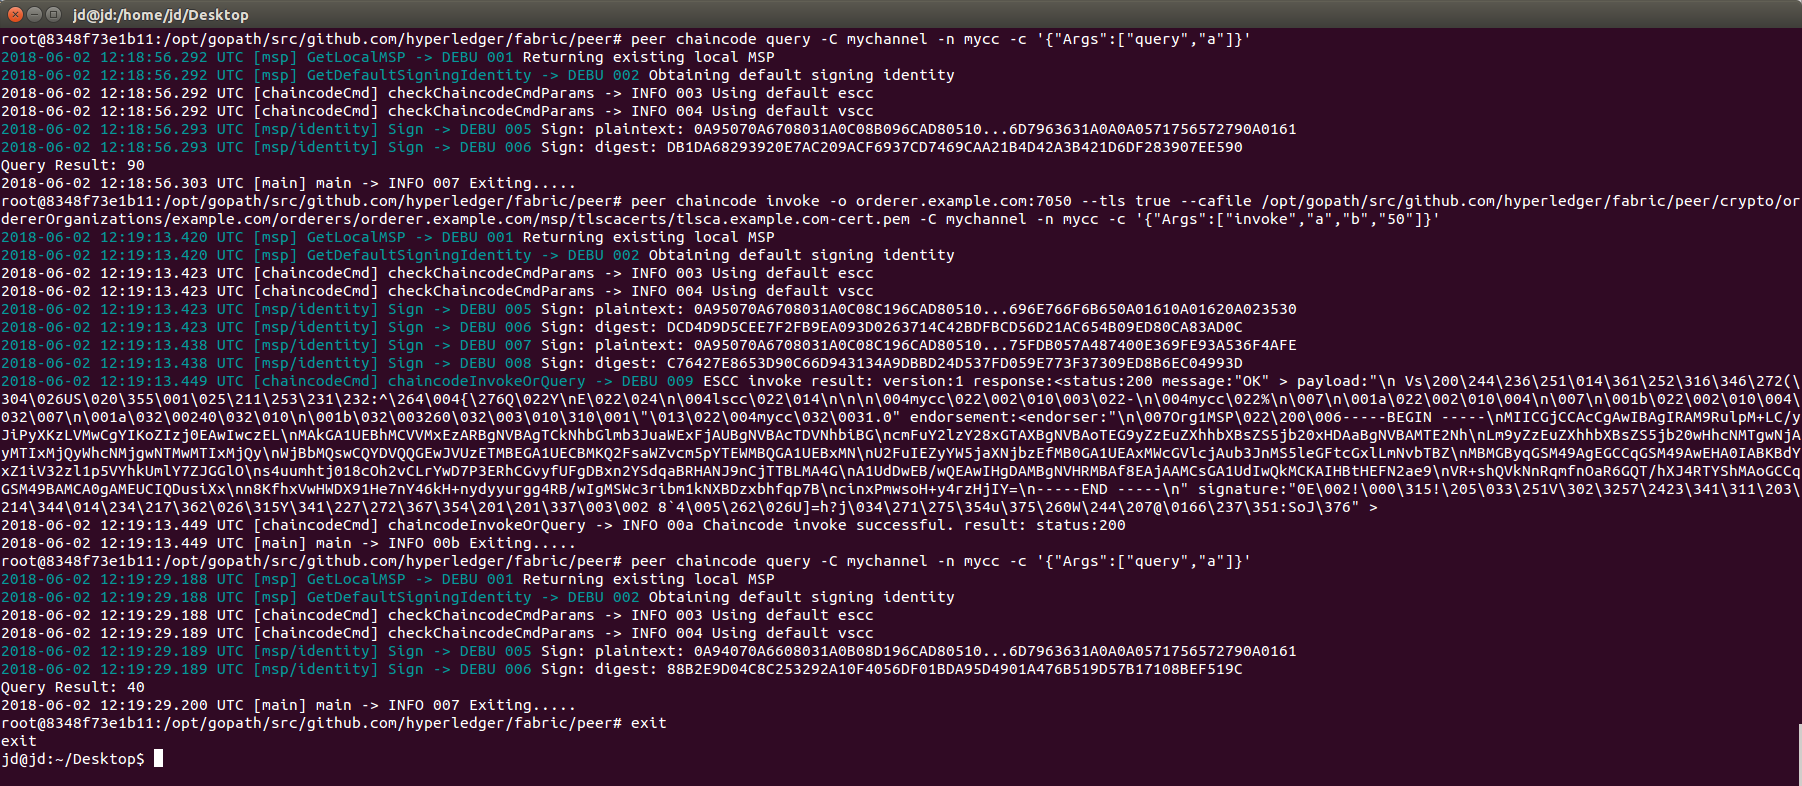 jd@jd:/home/jd/Desktop
root@8348f73e1b11:/opt/gopath/src/github.com/hyperledger/fabric/peer# peer chaincode query -C mychannel -n mycc -c '{"Args":["query","a"]}'
2018-06-02 12:18:56.292 UTC [msp] GetLocalMSP -> DEBU 001 Returning existing local MSP
2018-06-02 12:18:56.292 UTC [msp] GetDefaultSigningIdentity -> DEBU 002 Obtaining default signing identity
2018-06-02 12:18:56.292 UTC [chaincodeCmd] checkChaincodeCmdParams -> INFO 003 Using default escc
2018-06-02 12:18:56.292 UTC [chaincodeCmd] checkChaincodeCmdParams -> INFO 004 Using default vscc
2018-06-02 12:18:56.293 UTC [msp/identity] Sign -> DEBU 005 Sign: plaintext: 0A95070A6708031A0C08B096CAD80510...6D7963631A0A0A0571756572790A0161
2018-06-02 12:18:56.293 UTC [msp/identity] Sign -> DEBU 006 Sign: digest: DB1DA68293920E7AC209ACF6937CD7469CAA21B4D42A3B421D6DF283907EE590
Query Result: 90
2018-06-02 12:18:56.303 UTC [main] main -> INFO 007 Exiting.....
root@8348f73e1b11:/opt/gopath/src/github.com/hyperledger/fabric/peer# peer chaincode invoke -o orderer.example.com:7050 --tls true --cafile /opt/gopath/src/github.com/hyperledger/fabric/peer/crypto/or
dererOrganizations/example.com/orderers/orderer.example.com/msp/tlscacerts/tlsca.example.com-cert.pem -C mychannel -n mycc -c '{"Args":["invoke","a","b","50"]}'
2018-06-02 12:19:13.420 UTC [msp] GetLocalMSP -> DEBU 001 Returning existing local MSP
2018-06-02 12:19:13.420 UTC [msp] GetDefaultSigningIdentity -> DEBU 002 Obtaining default signing identity
2018-06-02 12:19:13.423 UTC [chaincodeCmd] checkChaincodeCmdParams -> INFO 003 Using default escc
2018-06-02 12:19:13.423 UTC [chaincodeCmd] checkChaincodeCmdParams -> INFO 004 Using default vscc
2018-06-02 12:19:13.423 UTC [msp/identity] Sign -> DEBU 005 Sign: plaintext: 0A95070A6708031A0C08C196CAD80510...696E766F6B650A01610A01620A023530
2018-06-02 12:19:13.423 UTC [msp/identity] Sign -> DEBU 006 Sign: digest: DCD4D9D5CEE7F2FB9EA093D0263714C42BDFBCD56D21AC654B09ED80CA83AD0C
2018-06-02 12:19:13.438 UTC [msp/identity] Sign -> DEBU 007 Sign: plaintext: 0A95070A6708031A0C08C196CAD80510...75FDB057A487400E369FE93A536F4AFE
2018-06-02 12:19:13.438 UTC [msp/identity] Sign -> DEBU 008 Sign: digest: C76427E8653D90C66D943134A9DBBD24D537FD059E773F37309ED8B6EC04993D
2018-06-02 12:19:13.449 UTC [chaincodeCmd] chaincodeInvokeOrQuery -> DEBU 009 ESCC invoke result: version:1 response:<status:200 message:"OK" > payload:"\n Vs\200\244\236\251\014\361\252\316\346\272(\
304\026US\020\355\001\025\211\253\231\232:^\264\004{\276Q\022Y\nE\022\024\n\004lscc\022\014\n\n\n\004mycc\022\002\010\003\022-\n\004mycc\022%\n\007\n\001a\022\002\010\004\n\007\n\001b\022\002\010\004\
032\007\n\001a\032\00240\032\010\n\001b\032\003260\032\003\010\310\001\"\013\022\004mycc\032\0031.0" endorsement:<endorser:"\n\007Org1MSP\022\200\006-----BEGIN -----\nMIICGjCCAcCgAwIBAgIRAM9RulpM+LC/y
JiPyXKzLVMwCgYIKoZIzj0EAwIwczEL\nMAkGA1UEBhMCVVMxEzARBgNVBAgTCkNhbGlmb3JuaWExFjAUBgNVBAcTDVNhbiBG\ncmFuY2lzY28xGTAXBgNVBAoTEG9yZzEuZXhhbXBsZS5jb20xHDAaBgNVBAMTE2Nh\nLm9yZzEuZXhhbXBsZS5jb20wHhcNMTgwNjA
yMTIxMjQyWhcNMjgwNTMwMTIxMjQy\nWjBbMQswCQYDVQQGEwJVUzETMBEGA1UECBMKQ2FsaWZvcm5pYTEWMBQGA1UEBxMN\nU2FuIEZyYW5jaXNjbzEfMB0GA1UEAxMWcGVlcjAub3JnMS5leGFtcGxlLmNvbTBZ\nMBMGByqGSM49AgEGCCqGSM49AwEHA0IABKBdY
xZ1iV32zl1p5VYhkUmlY7ZJGGlO\ns4uumhtj018cOh2vCLrYwD7P3ERhCGvyfUFgDBxn2YSdqaBRHANJ9nCjTTBLMA4G\nA1UdDwEB/wQEAwIHgDAMBgNVHRMBAf8EAjAAMCsGA1UdIwQkMCKAIHBtHEFN2ae9\nVR+shQVkNnRqmfnOaR6GQT/hXJ4RTYShMAoGCCq
GSM49BAMCA0gAMEUCIQDusiXx\nn8KfhxVwHWDX91He7nY46kH+nydyyurgg4RB/wIgMSWc3ribm1kNXBDzxbhfqp7B\ncinxPmwsoH+y4rzHjIY=\n-----END -----\n" signature:"0E\002!\000\315!\205\033\251V\302\3257\2423\341\311\203\
214\344\014\234\217\362\026\315Y\341\227\272\367\354\201\201\337\003\002 8`4\005\262\026U]=h?j\034\271\275\354u\375\260W\244\207@\0166\237\351:SoJ\376" >
2018-06-02 12:19:13.449 UTC [chaincodeCmd] chaincodeInvokeOrQuery -> INFO 00a Chaincode invoke successful. result: status:200
2018-06-02 12:19:13.449 UTC [main] main -> INFO 00b Exiting.....
root@8348f73e1b11:/opt/gopath/src/github.com/hyperledger/fabric/peer# peer chaincode query -C mychannel -n mycc -c '{"Args":["query","a"]}'
2018-06-02 12:19:29.188 UTC [msp] GetLocalMSP -> DEBU 001 Returning existing local MSP
2018-06-02 12:19:29.188 UTC [msp] GetDefaultSigningIdentity -> DEBU 002 Obtaining default signing identity
2018-06-02 12:19:29.188 UTC [chaincodeCmd] checkChaincodeCmdParams -> INFO 003 Using default escc
2018-06-02 12:19:29.189 UTC [chaincodeCmd] checkChaincodeCmdParams -> INFO 004 Using default vscc
2018-06-02 12:19:29.189 UTC [msp/identity] Sign -> DEBU 005 Sign: plaintext: 0A94070A6608031A0B08D196CAD80510...6D7963631A0A0A0571756572790A0161
2018-06-02 12:19:29.189 UTC [msp/identity] Sign -> DEBU 006 Sign: digest: 88B2E9D04C8C253292A10F4056DF01BDA95D4901A476B519D57B17108BEF519C
Query Result: 40
2018-06-02 12:19:29.200 UTC [main] main -> INFO 007 Exiting.....
root@8348f73e1b11:/opt/gopath/src/github.com/hyperledger/fabric/peer# exit
exit
jd@jd:~/Desktop$